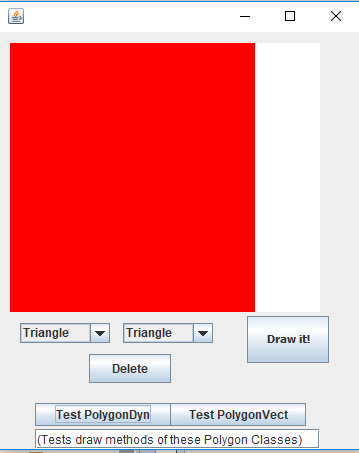 Triangle Triangle Draw it!
Delete
Test PolygonDyn Test PolygonVect
(Tests draw methods of these Polygon Classes)